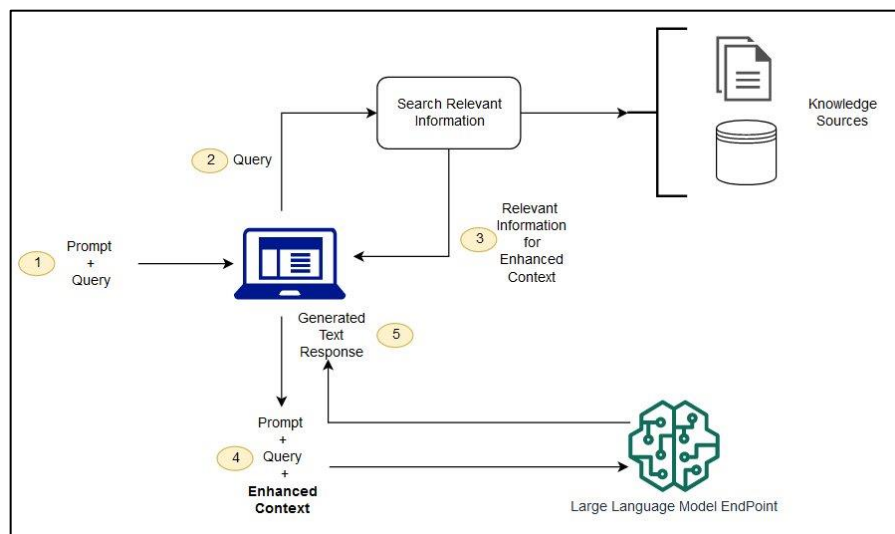 Search Relevant
Information
Knowledge
Sources
2
Query
1
Prompt
+
Query
3
Relevant
Information
for
Enhanced
Context
Generated
Text
Response
5
4
Prompt
+
Query
+
Enhanced
Context
Large Language Model EndPoint